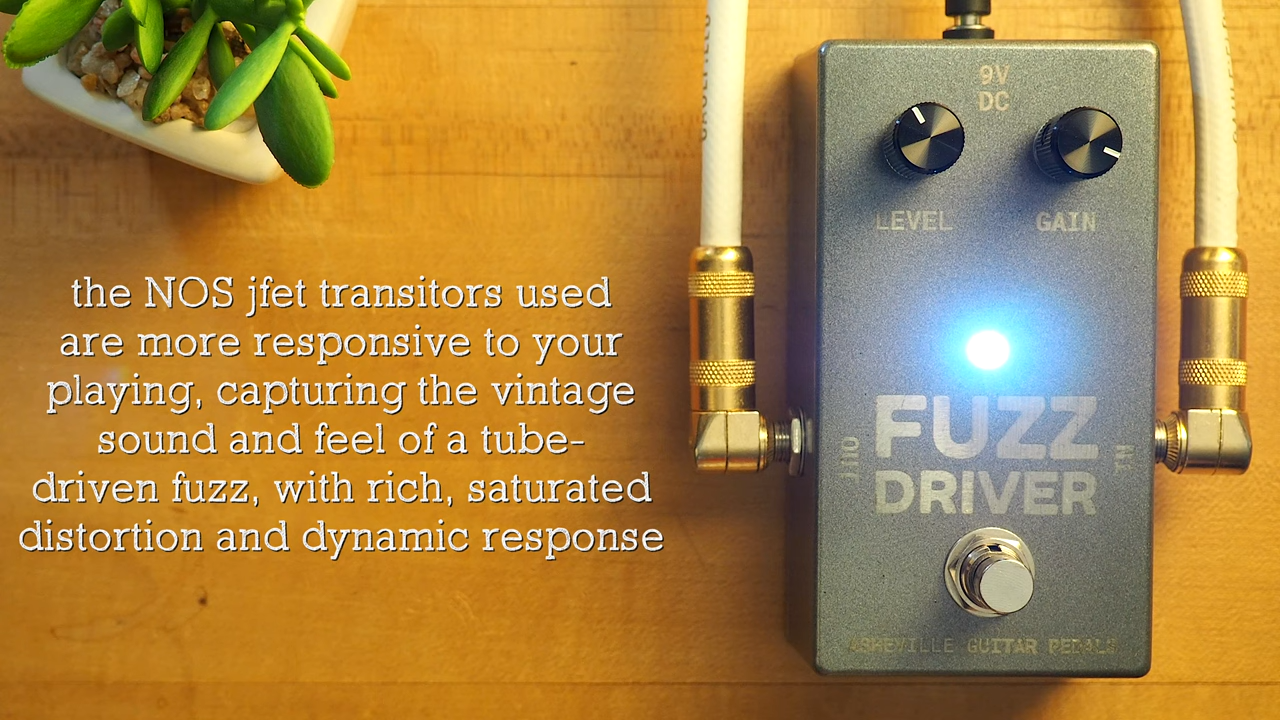 the NOS jfet transitors used
are more responsive to your
playing, capturing the vintage
sound and feel of a tube-
driven fuzz, with rich, saturated
distortion and dynamic response
9V
DC
LEVEL GAIN
OUT
IN
FUZZ
DRIVER
ASHEVILLE GUITAR PEDALS